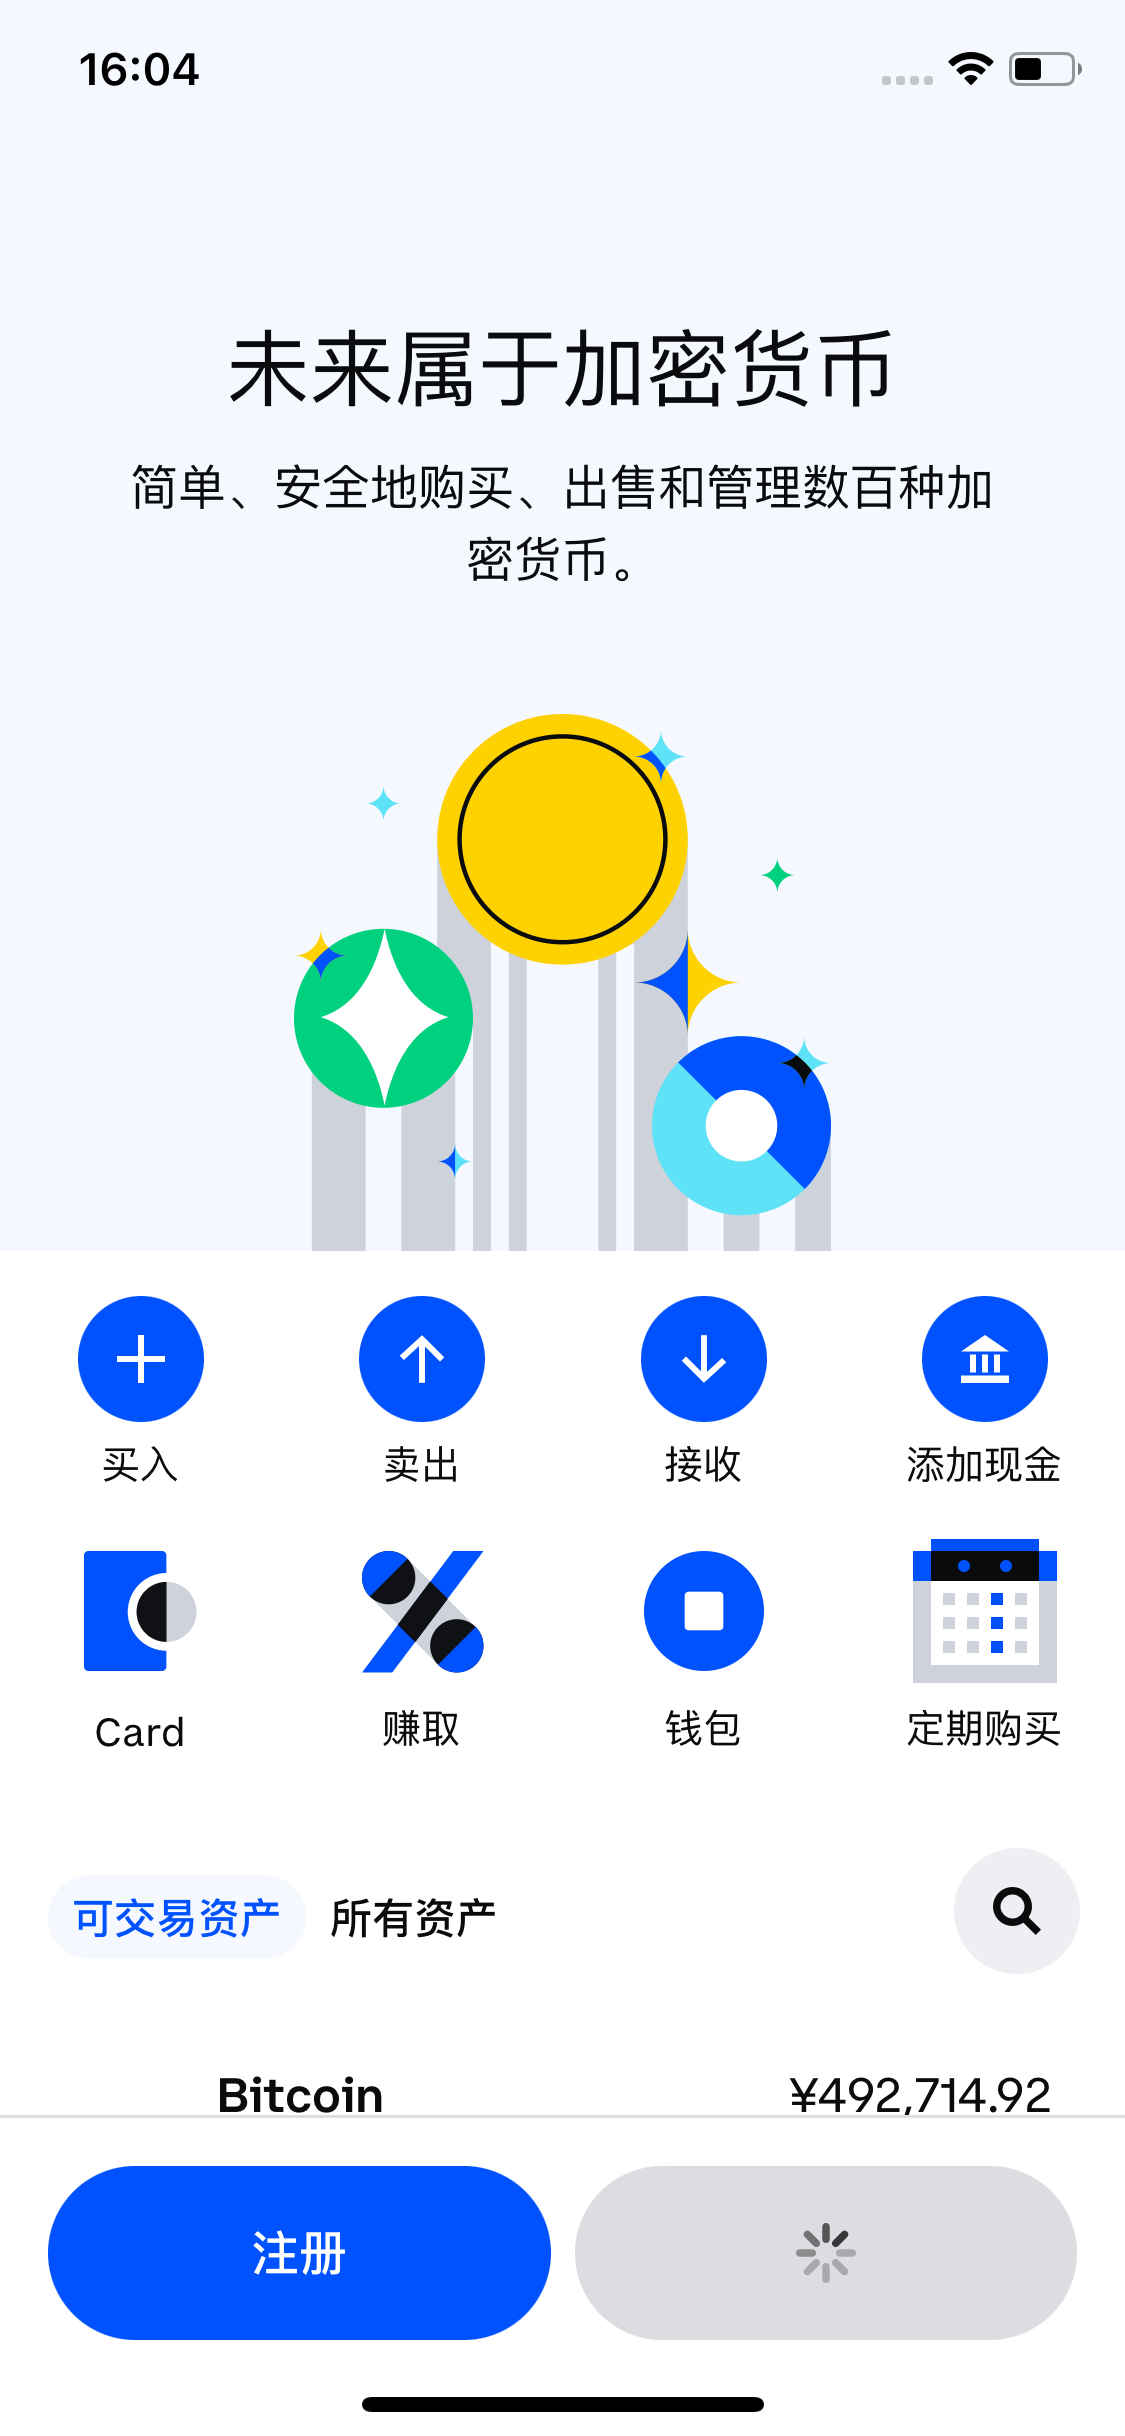 16:04
未来属于加密货币
简单、安全地购买、出售和管理数百种加
密货币。
买入
卖出
接收
添加现金
Card
赚取
钱包
定期购买
可交易资产
所有资产
Bitcoin
¥492,714.92
注册